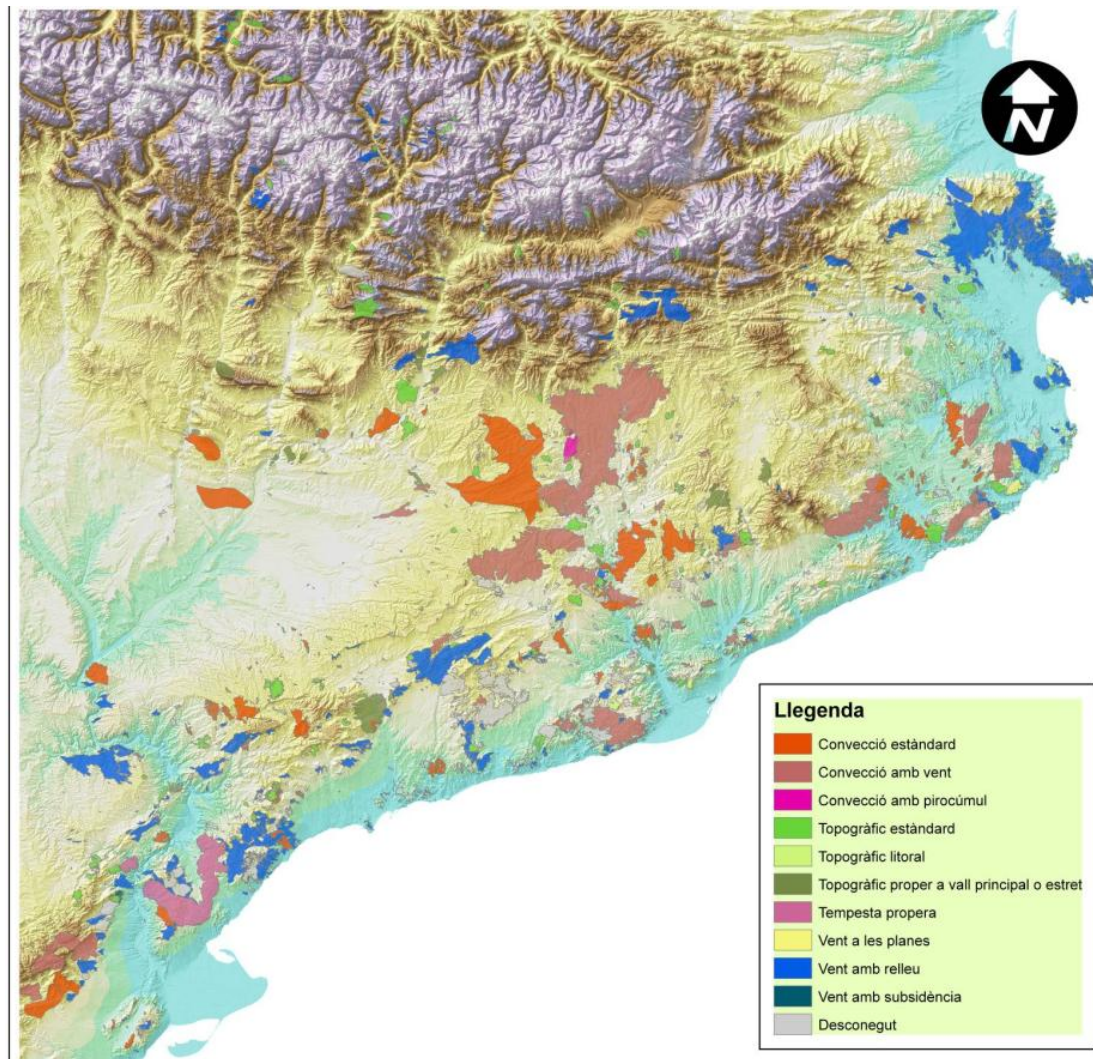 N
Llegenda
Convecció estàndard
Convecció amb vent
Convecció amb pirocúmul
Topogràfic estàndard
Topogràfic litoral
Topogràfic proper a vall principal o estret
Tempesta propera
Vent a les planes
Vent amb relleu
Vent amb subsidència
Desconegut